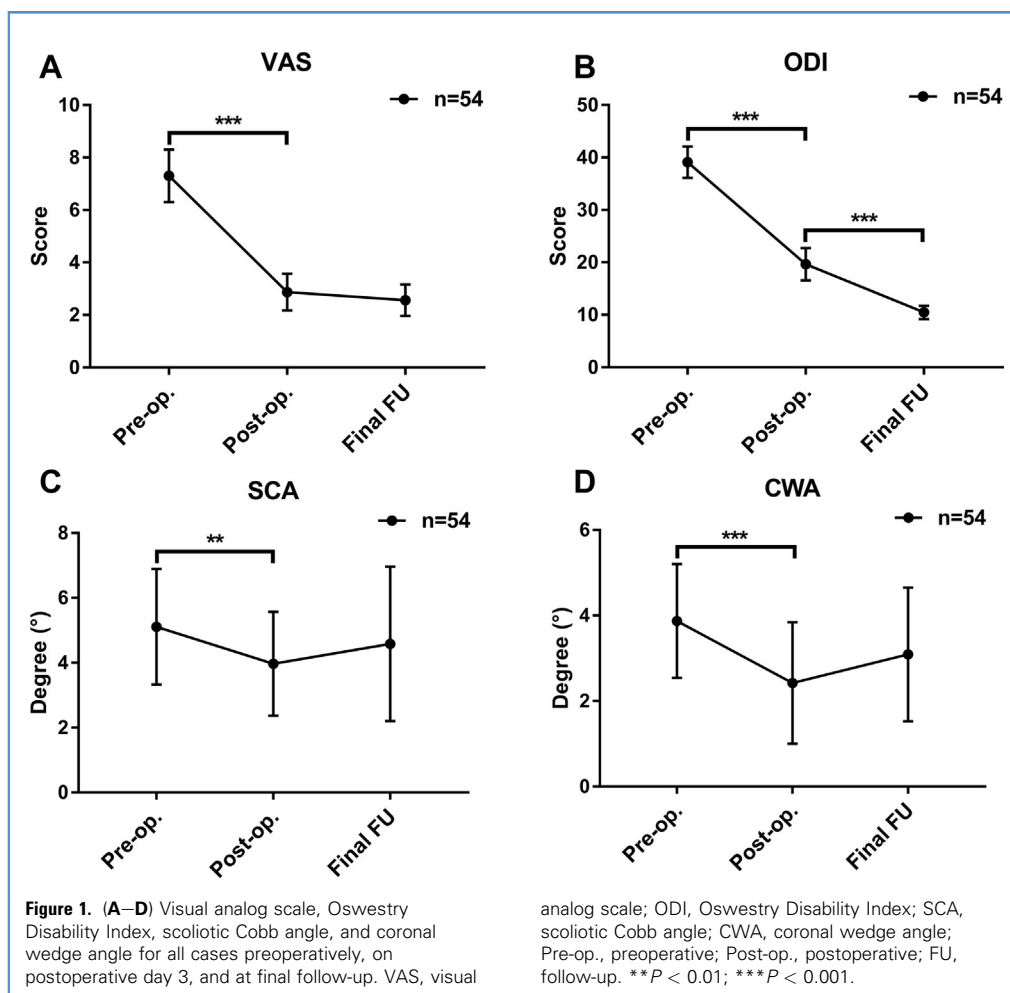 A
VAS
n=54
***
10
8
6
4
2
0
Score
Pre-op.
Post-op.
Final FU
B
ODI
n=54
***
***
50
40
30
20
10
0
Score
Pre-op.
Post-op.
Final FU
C
SCA
n=54
**
8
6
4
2
0
Degree (°)
Pre-op.
Post-op.
Final FU
D
CWA
n=54
***
6
4
2
0
Degree (°)
Pre-op.
Post-op.
Final FU
Figure 1. (A–D) Visual analog scale, Oswestry
Disability Index, scoliotic Cobb angle, and coronal
wedge angle for all cases preoperatively, on
postoperative day 3, and at final follow-up. VAS, visual
analog scale; ODI, Oswestry Disability Index; SCA,
scoliotic Cobb angle; CWA, coronal wedge angle;
Pre-op., preoperative; Post-op., postoperative; FU,
follow-up. **P < 0.01; ***P < 0.001.